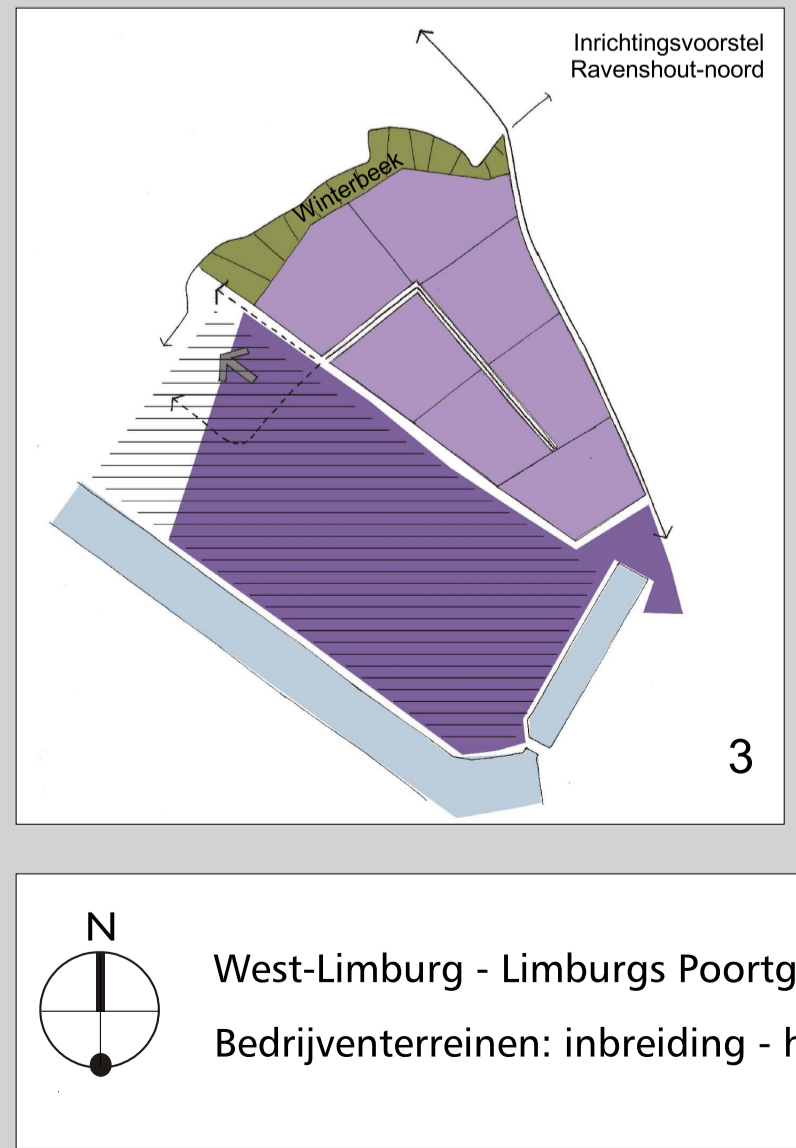 Inrichtingsvoorstel
Ravenshout-noord
Winterbeek
3
N
West-Limburg - Limburgs Poortg
Bedrijventerreinen: inbreiding - h